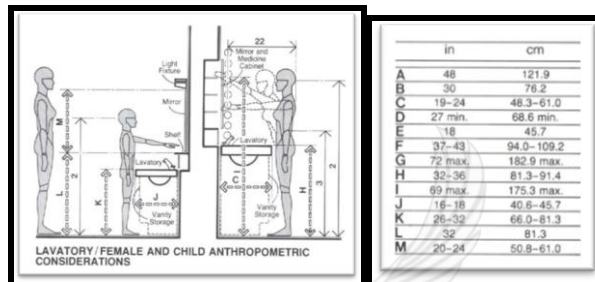 22
Mirror and
Medicine
Cabinet
Light
Fixture
Mirror
Shelf
Lavatory
Lavatory
M
L
2
K
J
Vanity
Storage
C
I
Vanity
Storage
H
3
2
LAVATORY/FEMALE AND CHILD ANTHROPOMETRIC
CONSIDERATIONS
in cm
A 48 121.9
B 30 76.2
C 19–24 48.3–61.0
D 27 min. 68.6 min.
E 18 45.7
F 37–43 94.0–109.2
G 72 max. 182.9 max.
H 32–36 81.3–91.4
I 69 max. 175.3 max.
J 16–18 40.6–45.7
K 26–32 66.0–81.3
L 32 81.3
M 20–24 50.8–61.0